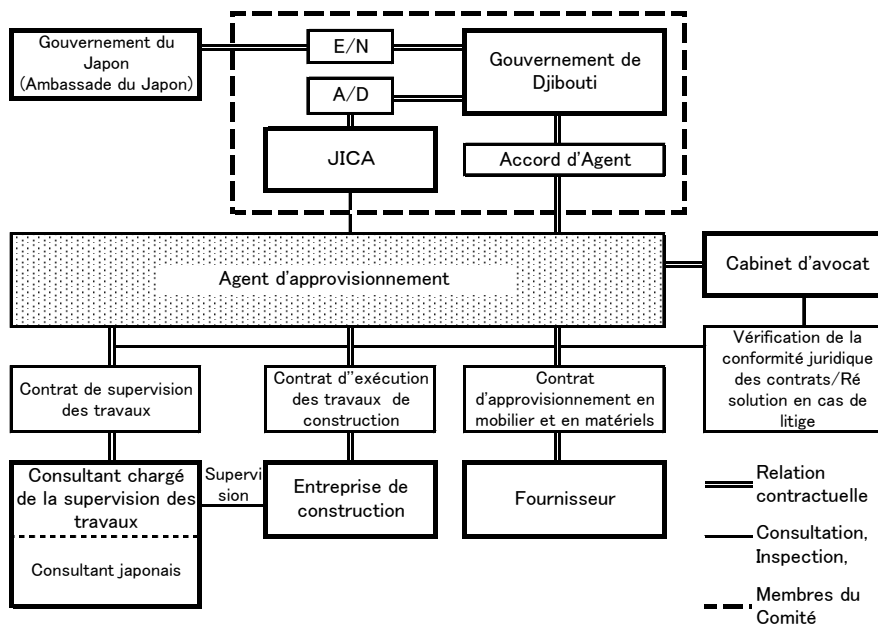 Gouvernement du
Japon
(Ambassade du Japon)
E/N
Gouvernement de
Djibouti
A/D
JICA
Accord d'Agent
Agent d'approvisionnement
Cabinet d'avocat
Contrat de supervision
des travaux
Contrat d''exécution
des travaux de
construction
Contrat
d'approvisionnement en
mobilier et en matériels
Vérification de la
conformité juridique
des contrats/Ré
solution en cas de
litige
Consultant chargé
de la supervision des
travaux
Consultant japonais
Supervi
sion
Entreprise de
construction
Fournisseur
Relation
contractuelle
Consultation,
Inspection,
Membres du
Comité